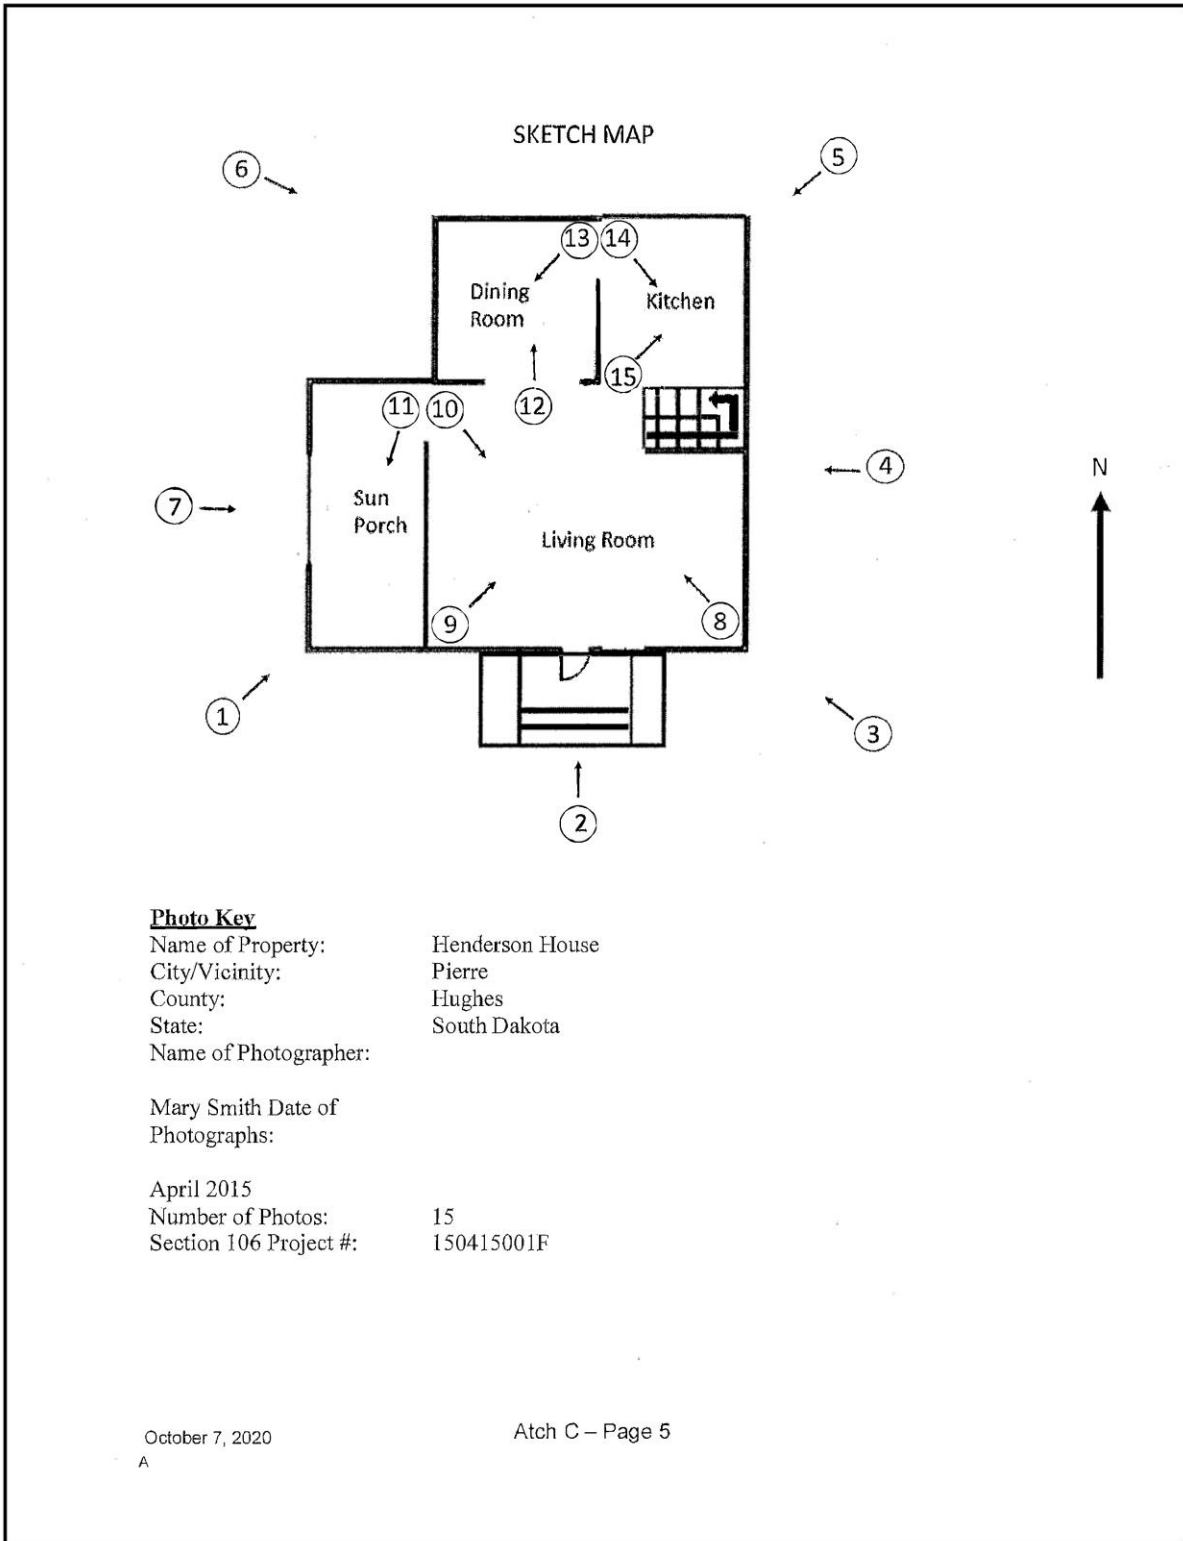 SKETCH MAP
6
5
13 14
Dining
Room
Kitchen
15
11 10
12
4
N
7
Sun
Porch
Living Room
9
8
1
3
2
Photo Key
Name of Property: Henderson House
City/Vicinity: Pierre
County: Hughes
State: South Dakota
Name of Photographer:
Mary Smith Date of
Photographs:
April 2015
Number of Photos: 15
Section 106 Project #: 150415001F
October 7, 2020
Atch C – Page 5
A